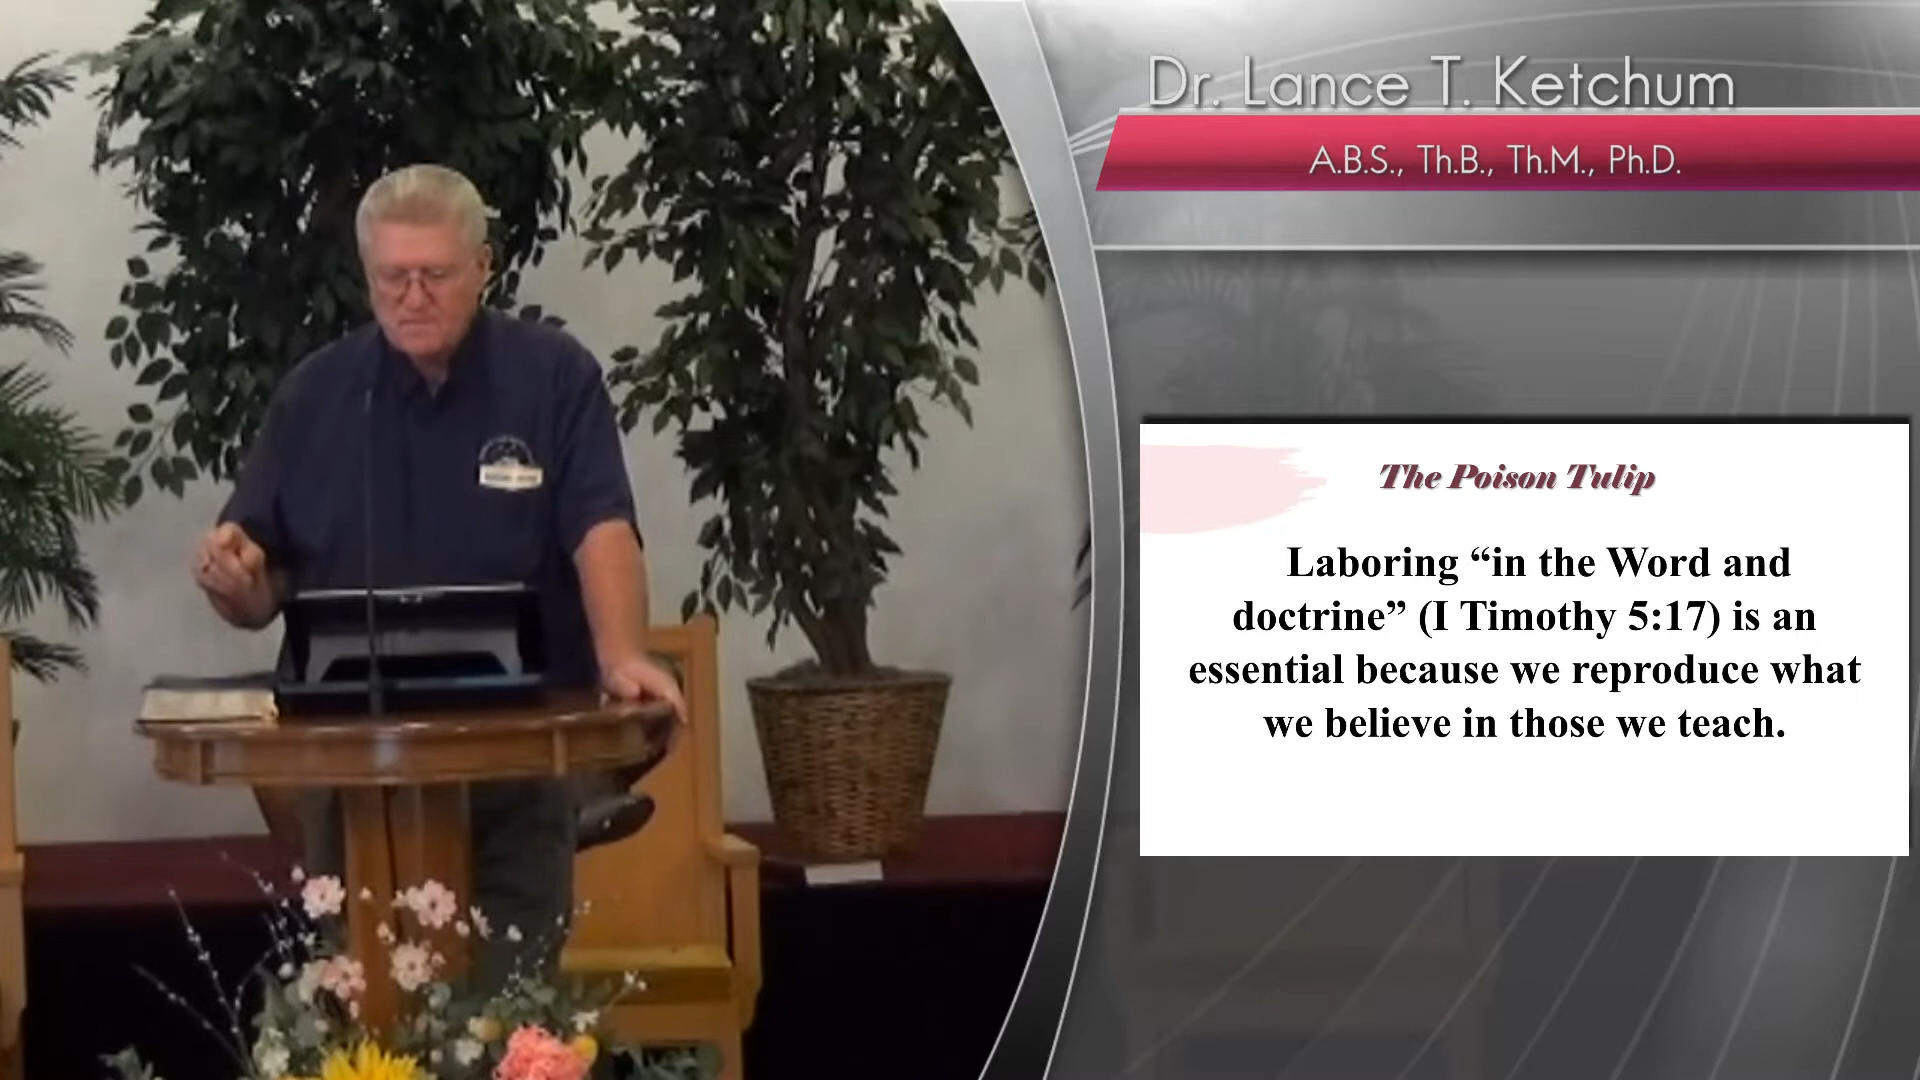 Dr. Lance T. Ketchum
A.B.S., Th.B., Th.M., Ph.D.
The Poison Tulip
Laboring “in the Word and
doctrine” (I Timothy 5:17) is an
essential because we reproduce what
we believe in those we teach.